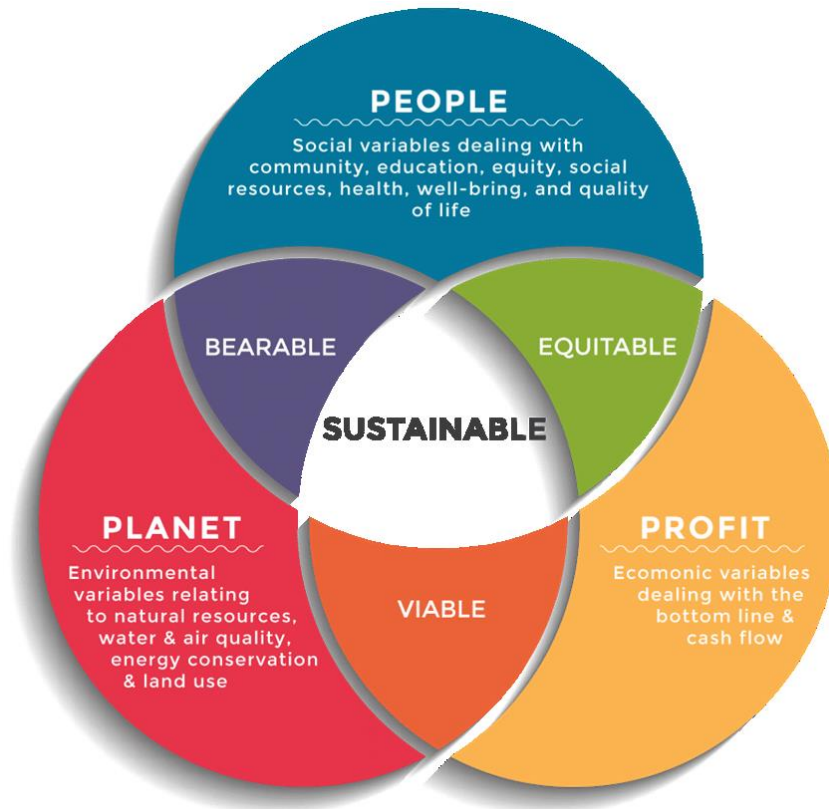 PEOPLE
Social variables dealing with
community, education, equity, social
resources, health, well-bring, and quality
of life
BEARABLE
EQUITABLE
SUSTAINABLE
PLANET
Environmental
variables relating
to natural resources,
water & air quality,
energy conservation
& land use
PROFIT
Ecomonic variables
dealing with the
bottom line &
cash flow
VIABLE